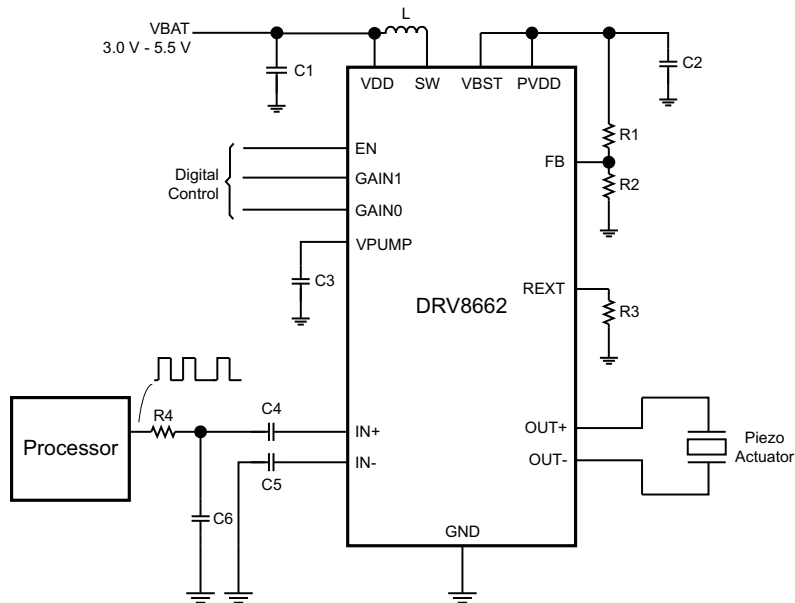 VBAT
3.0 V - 5.5 V
L
C1
C2
VDD
SW
VBST
PVDD
R1
EN
FB
Digital
Control
GAIN1
R2
GAIN0
VPUMP
C3
REXT
DRV8662
R3
R4
C4
Processor
IN+
OUT+
Piezo
Actuator
IN-
OUT-
C5
C6
GND